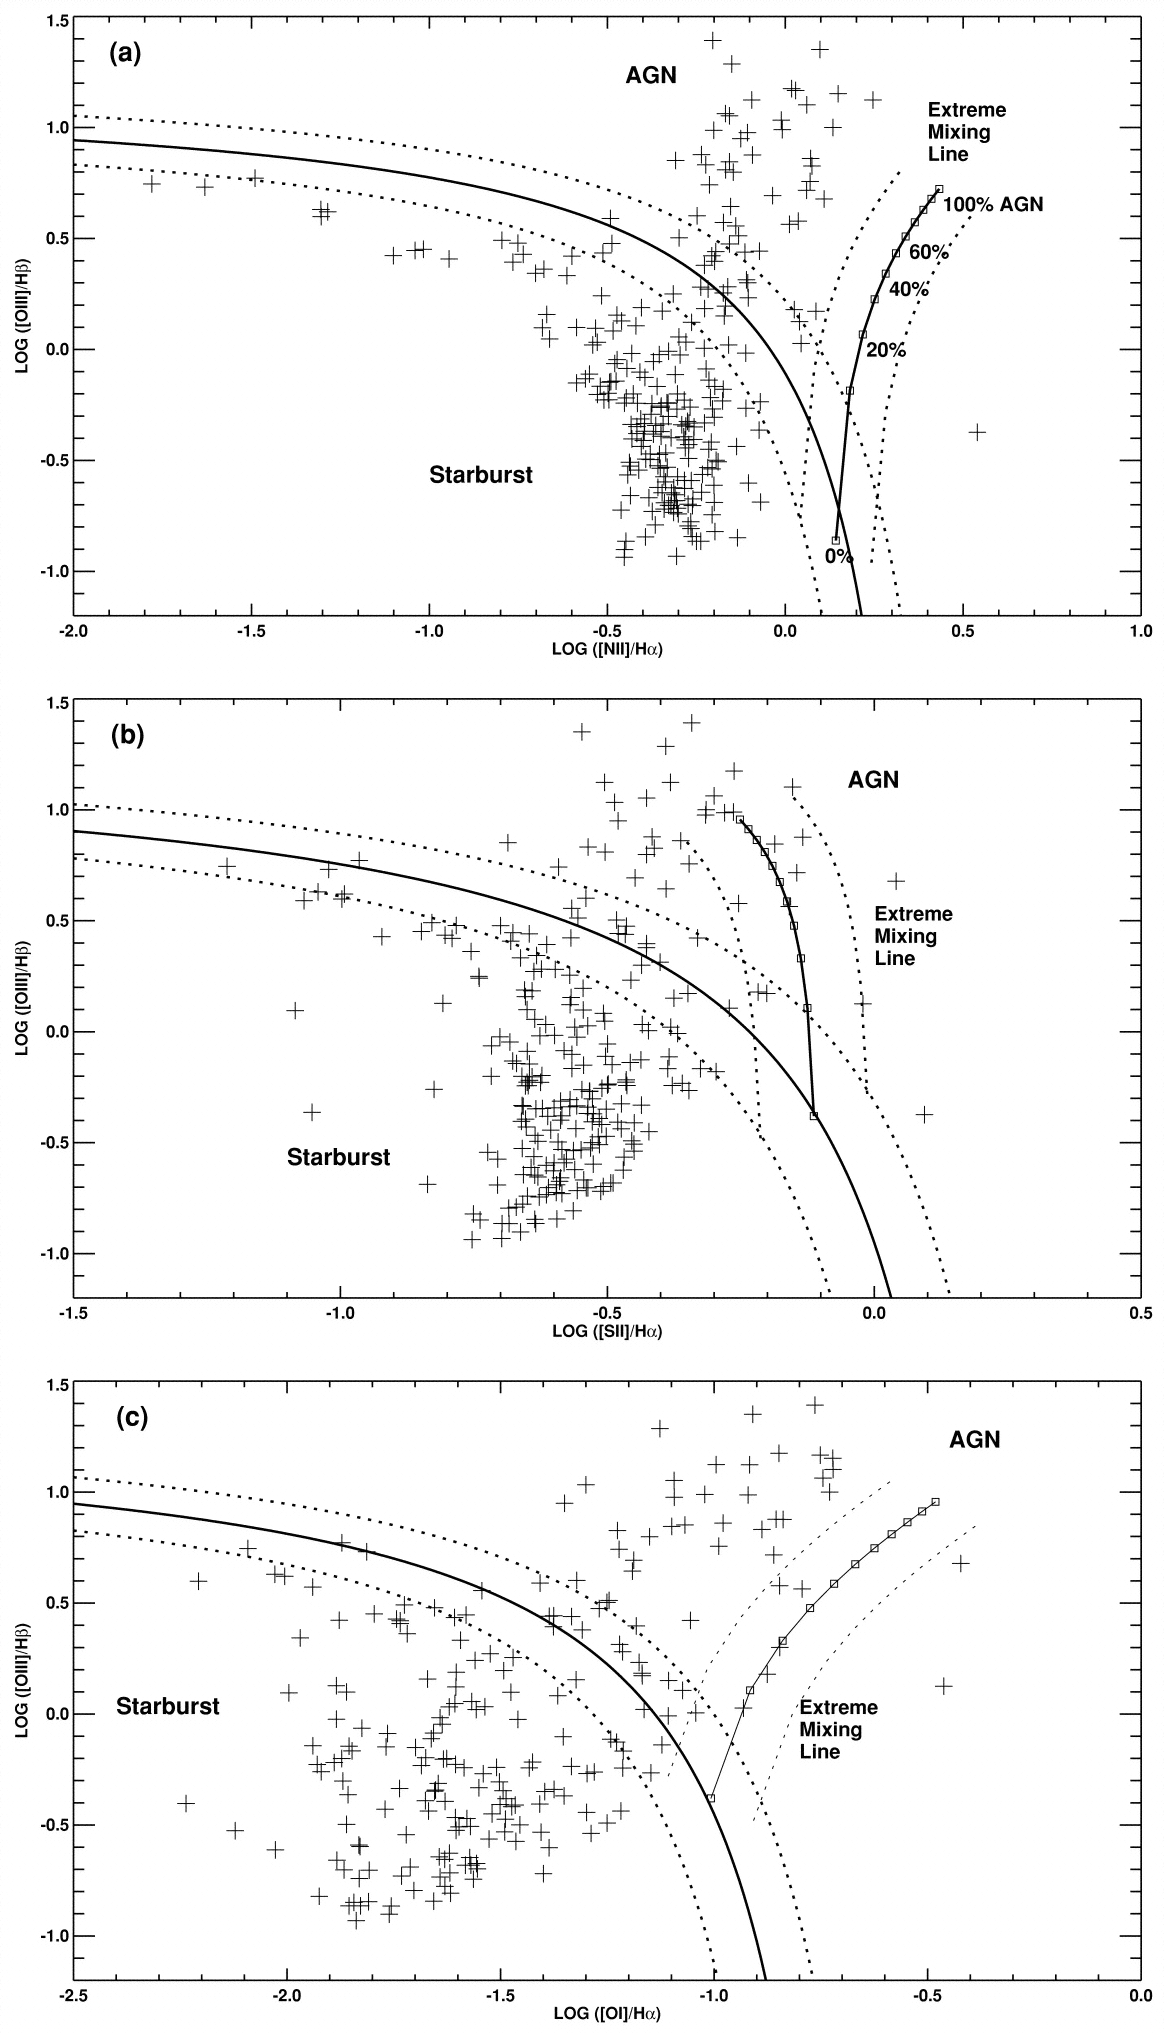 1.5
(a)
AGN
Extreme
Mixing
Line
1.0
100% AGN
0.5
60%
40%
LOG ([OIII]/Hβ)
0.0
20%
-0.5
Starburst
0%
-1.0
-2.0 -1.5 -1.0 -0.5 0.0 0.5 1.0
LOG ([NII]/Hα)
1.5
(b)
AGN
1.0
Extreme
Mixing
Line
0.5
LOG ([OIII]/Hβ)
0.0
-0.5
Starburst
-1.0
-1.5 -1.0 -0.5 0.0 0.5
LOG ([SII]/Hα)
1.5
(c)
AGN
1.0
0.5
LOG ([OIII]/Hβ)
Starburst
0.0
Extreme
Mixing
Line
-0.5
-1.0
-2.5 -2.0 -1.5 -1.0 -0.5 0.0
LOG ([OI]/Hα)